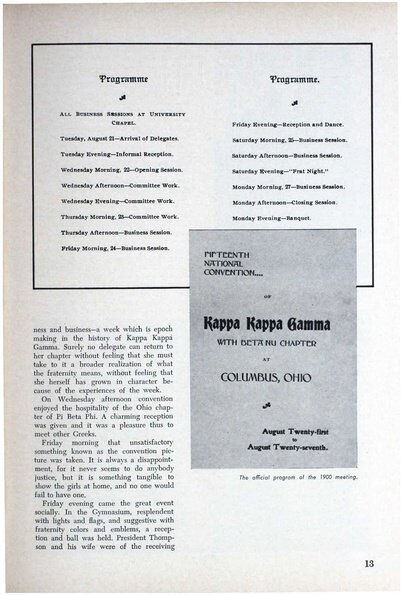 Programme
ALL BUSINESS SESSIONS AT UNIVERSITY
CHAPEL.
Tuesday, August 21—Arrival of Delegates.
Tuesday Evening—Informal Reception.
Wednesday Morning, 22—Opening Session.
Wednesday Afternoon—Committee Work.
Wednesday Evening—Committee Work.
Thursday Morning, 23—Committee Work.
Thursday Afternoon—Business Session.
Friday Morning, 24—Business Session.
Programme.
Friday Evening—Reception and Dance.
Saturday Morning, 25—Business Session.
Saturday Afternoon—Business Session.
Saturday Evening—"Frat Night."
Monday Morning, 27—Business Session.
Monday Afternoon—Closing Session.
Monday Evening—Banquet.
FIFTEENTH
NATIONAL
CONVENTION....
OF
Kappa Kappa Gamma
WITH BETA NU CHAPTER
AT
COLUMBUS, OHIO
August Twenty-first
to
August Twenty-seventh.
The official program of the 1900 meeting.
ness and business—a week which is epoch
making in the history of Kappa Kappa
Gamma. Surely no delegate can return to
her chapter without feeling that she must
take to it a broader realization of what
the fraternity means, without feeling that
she herself has grown in character be-
cause of the experiences of the week.
On Wednesday afternoon convention
enjoyed the hospitality of the Ohio chap-
ter of Pi Beta Phi. A charming reception
was given and it was a pleasure thus to
meet other Greeks.
Friday morning that unsatisfactory
something known as the convention pic-
ture was taken. It is always a disappoint-
ment, for it never seems to do anybody
justice, but it is something tangible to
show the girls at home, and no one would
fail to have one.
Friday evening came the great event
socially. In the Gymnasium, resplendent
with lights and flags, and suggestive with
fraternity colors and emblems, a recep-
tion and ball was held. President Thomp-
son and his wife were of the receiving
13